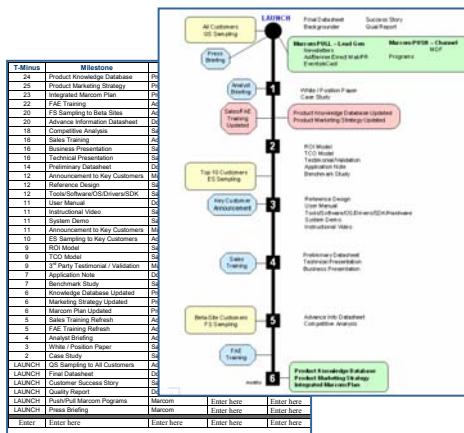 T-Minus Milestone
24 Product Knowledge Database
25 Product Marketing Strategy
23 Integrated Marcom Plan
22 FAE Training
20 FS Sampling to Beta Sites
20 Advance Information Datasheet
18 Competitive Analysis
16 Sales Training
16 Business Presentation
16 Technical Presentation
14 Preliminary Datasheet
12 Announcement to Key Customers
12 Reference Design
12 Tools/Software/OS/Drivers/SDK
11 User Manual
11 Instructional Video
11 System Demo
11 Announcement to Key Customers
10 ES Sampling to Key Customers
9 ROI Model
9 TCO Model
9 3rd Party Testimonial / Validation
7 Application Note
7 Benchmark Study
6 Knowledge Database Updated
6 Marketing Strategy Updated
6 Marcom Plan Updated
5 Sales Training Refresh
5 FAE Training Refresh
4 Analyst Briefing
3 White / Position Paper
2 Case Study
LAUNCH QS Sampling to All Customers
LAUNCH Final Datasheet
LAUNCH Customer Success Story
LAUNCH Quality Report
LAUNCH Push/Pull Marcom Pograms Marcom Enter here Enter here
LAUNCH Press Briefing Marcom Enter here Enter here
Enter Enter here Enter here Enter here Enter here
LAUNCH
All Customers
QS Sampling
Final Datasheet Success Story
Backgrounder Qual Report
Press
Briefing
Marcom PULL – Lead Gen Marcom PUSH – Channel
Newsletters MDF
Programs
Analyst
Briefing
1
White / Position Paper
Case Study
Sales/FAE
Training
Updated
Product Knowledge Database Updated
Product Marketing Strategy Updated
2
ROI Model
TCO Model
Testimonial/Validation
Application Note
Benchmark Study
Top 10 Customers
ES Sampling
Key Customer
Announcement
3
Reference Design
User Manual
Tools/Software/OS/Drivers/SDK/Hardware
System Demo
Instructional Video
Sales
Training
4
Preliminary Datasheet
Technical Presentation
Business Presentation
Beta-Site Customers
FS Sampling
5
Advance Info Datasheet
Competitive Analysis
FAE
Training
months
6
Product Knowledge Database
Product Marketing Strategy
Integrated Marcom Plan